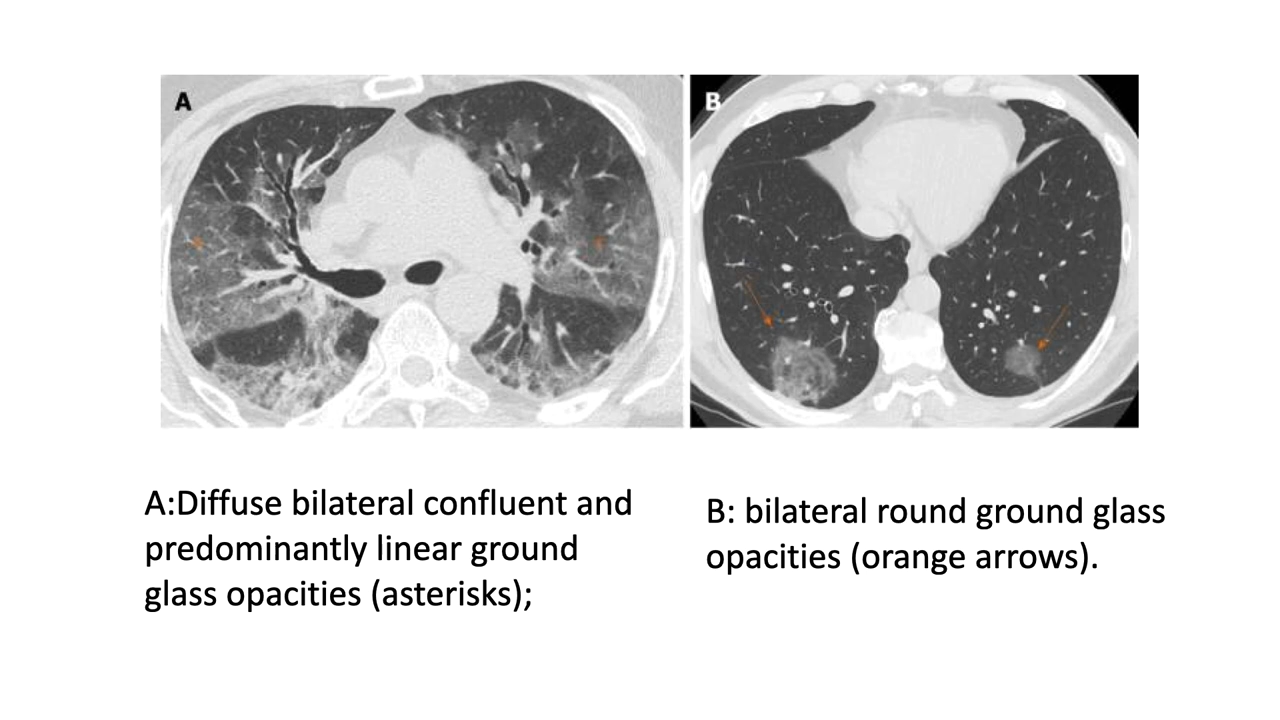 A
B
A:Diffuse bilateral confluent and
predominantly linear ground
glass opacities (asterisks);
B: bilateral round ground glass
opacities (orange arrows).